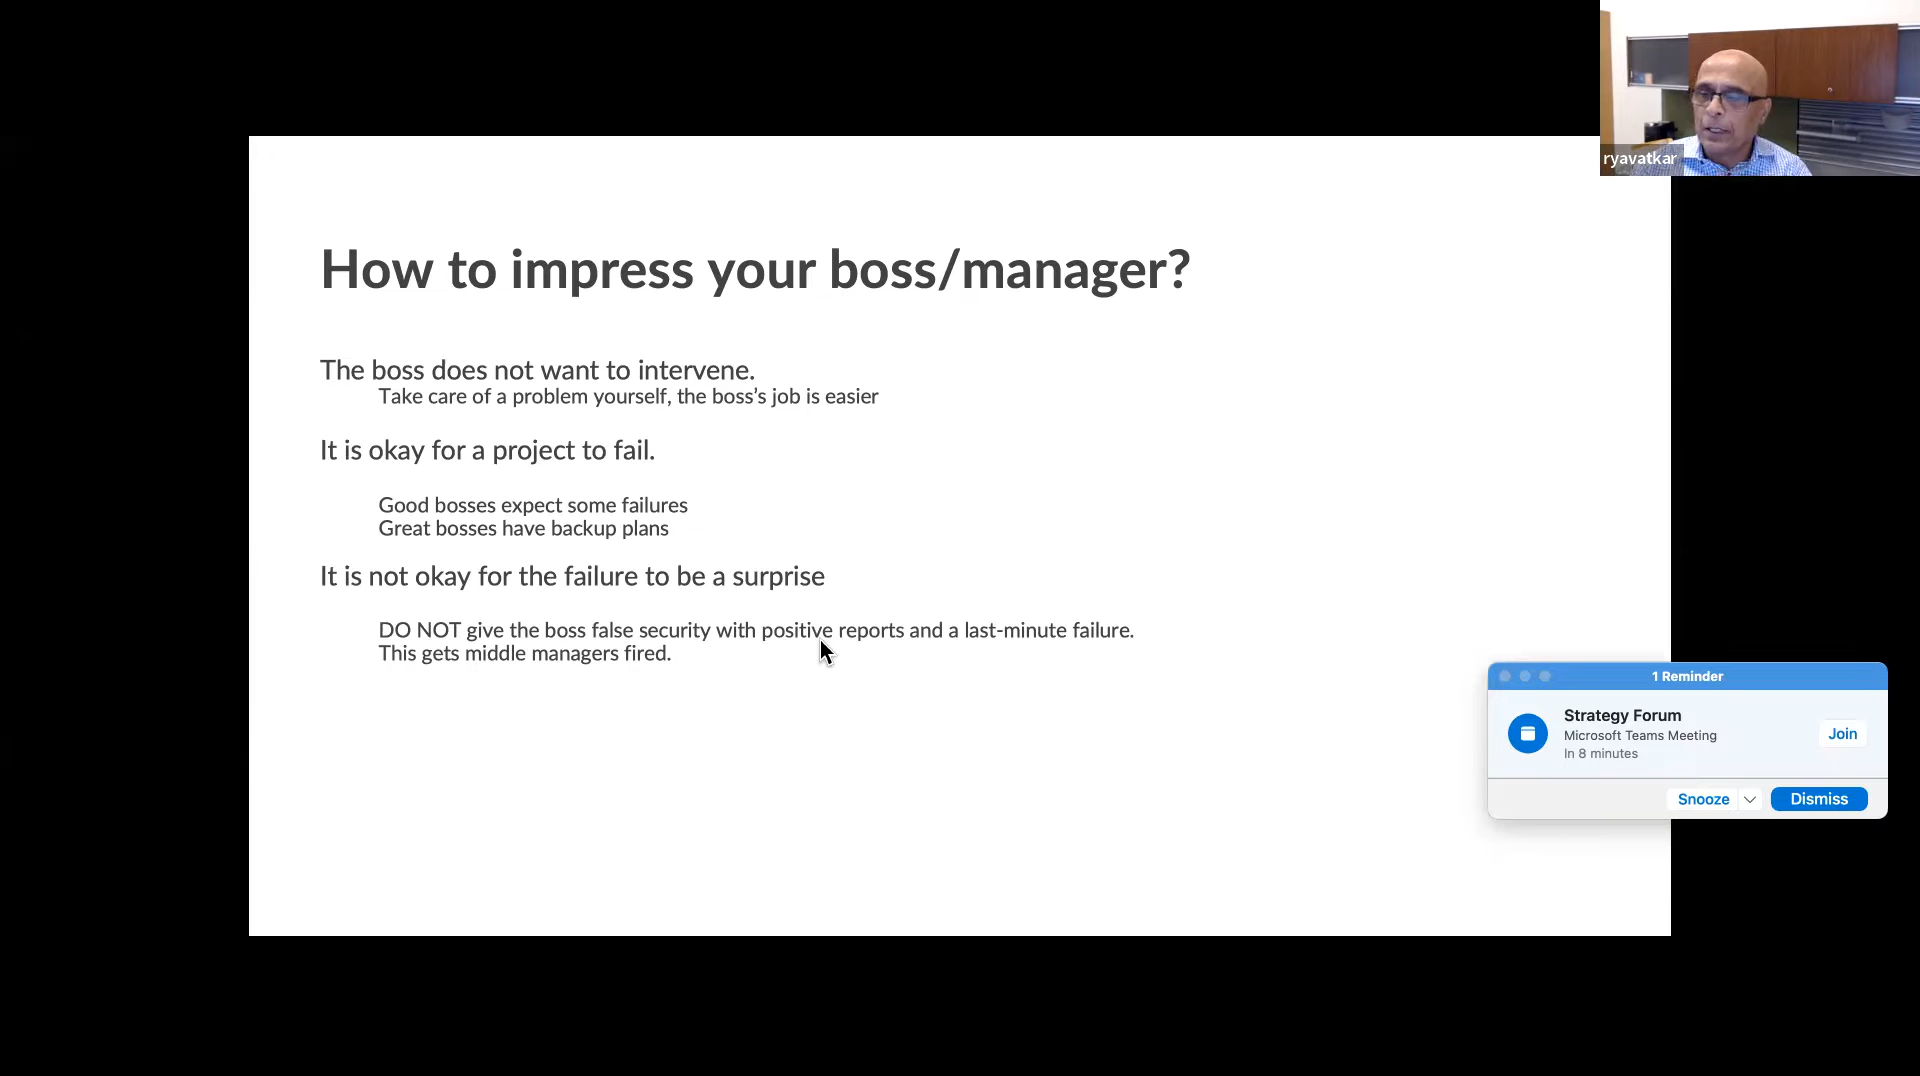 ryavatkar
How to impress your boss/manager?
The boss does not want to intervene.
Take care of a problem yourself, the boss’s job is easier
It is okay for a project to fail.
Good bosses expect some failures
Great bosses have backup plans
It is not okay for the failure to be a surprise
DO NOT give the boss false security with positive reports and a last-minute failure.
This gets middle managers fired.
1 Reminder
Strategy Forum
Microsoft Teams Meeting
In 8 minutes
Join
Snooze
Dismiss